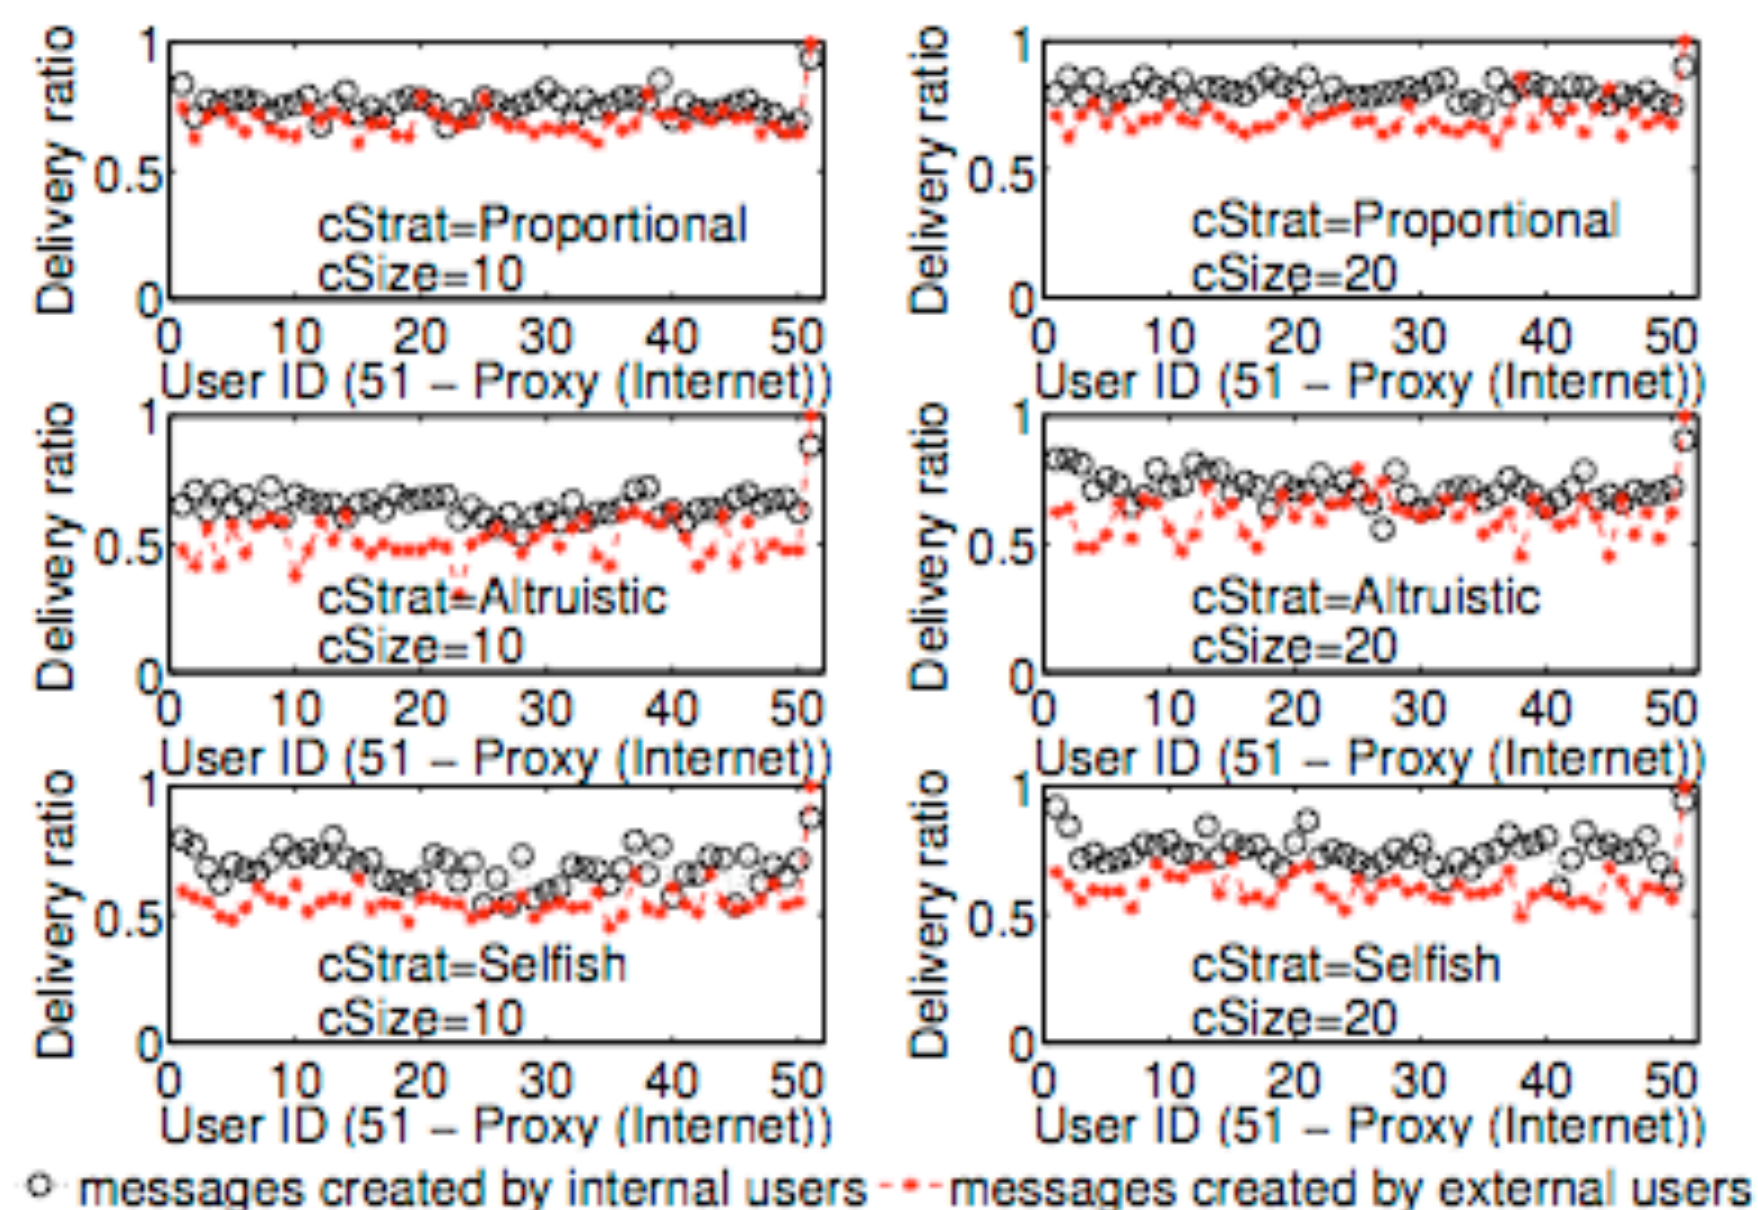 Delivery ratio
1
0.5
0
cStrat=Proportional
cSize=10
0 10 20 30 40 50
User ID (51 – Proxy (Internet))
Delivery ratio
1
0.5
0
cStrat=Proportional
cSize=20
0 10 20 30 40 50
User ID (51 – Proxy (Internet))
Delivery ratio
1
0.5
0
cStrat=Altruistic
cSize=10
0 10 20 30 40 50
User ID (51 – Proxy (Internet))
Delivery ratio
1
0.5
0
cStrat=Altruistic
cSize=20
0 10 20 30 40 50
User ID (51 – Proxy (Internet))
Delivery ratio
1
0.5
0
cStrat=Selfish
cSize=10
0 10 20 30 40 50
User ID (51 – Proxy (Internet))
Delivery ratio
1
0.5
0
cStrat=Selfish
cSize=20
0 10 20 30 40 50
User ID (51 – Proxy (Internet))
messages created by internal users
messages created by external users